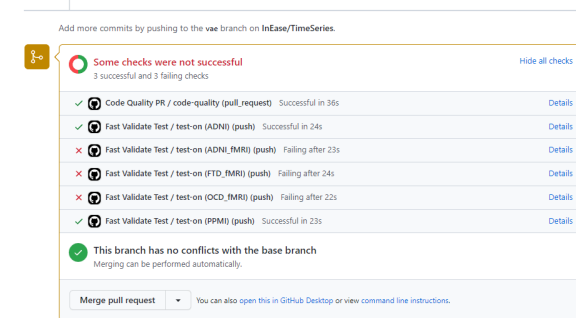 Add more commits by pushing to the vae branch on InEase/TimeSeries.
Some checks were not successful
Hide all checks
3 successful and 3 failing checks
Code Quality PR / code-quality (pull_request) Successful in 36s Details
Fast Validate Test / test-on (ADNI) (push) Successful in 24s Details
Fast Validate Test / test-on (ADNI_fMRI) (push) Failing after 23s Details
Fast Validate Test / test-on (FTD_fMRI) (push) Failing after 24s Details
Fast Validate Test / test-on (OCD_fMRI) (push) Failing after 22s Details
Fast Validate Test / test-on (PPMI) (push) Successful in 23s Details
This branch has no conflicts with the base branch
Merging can be performed automatically.
Merge pull request You can also open this in GitHub Desktop or view command line instructions.